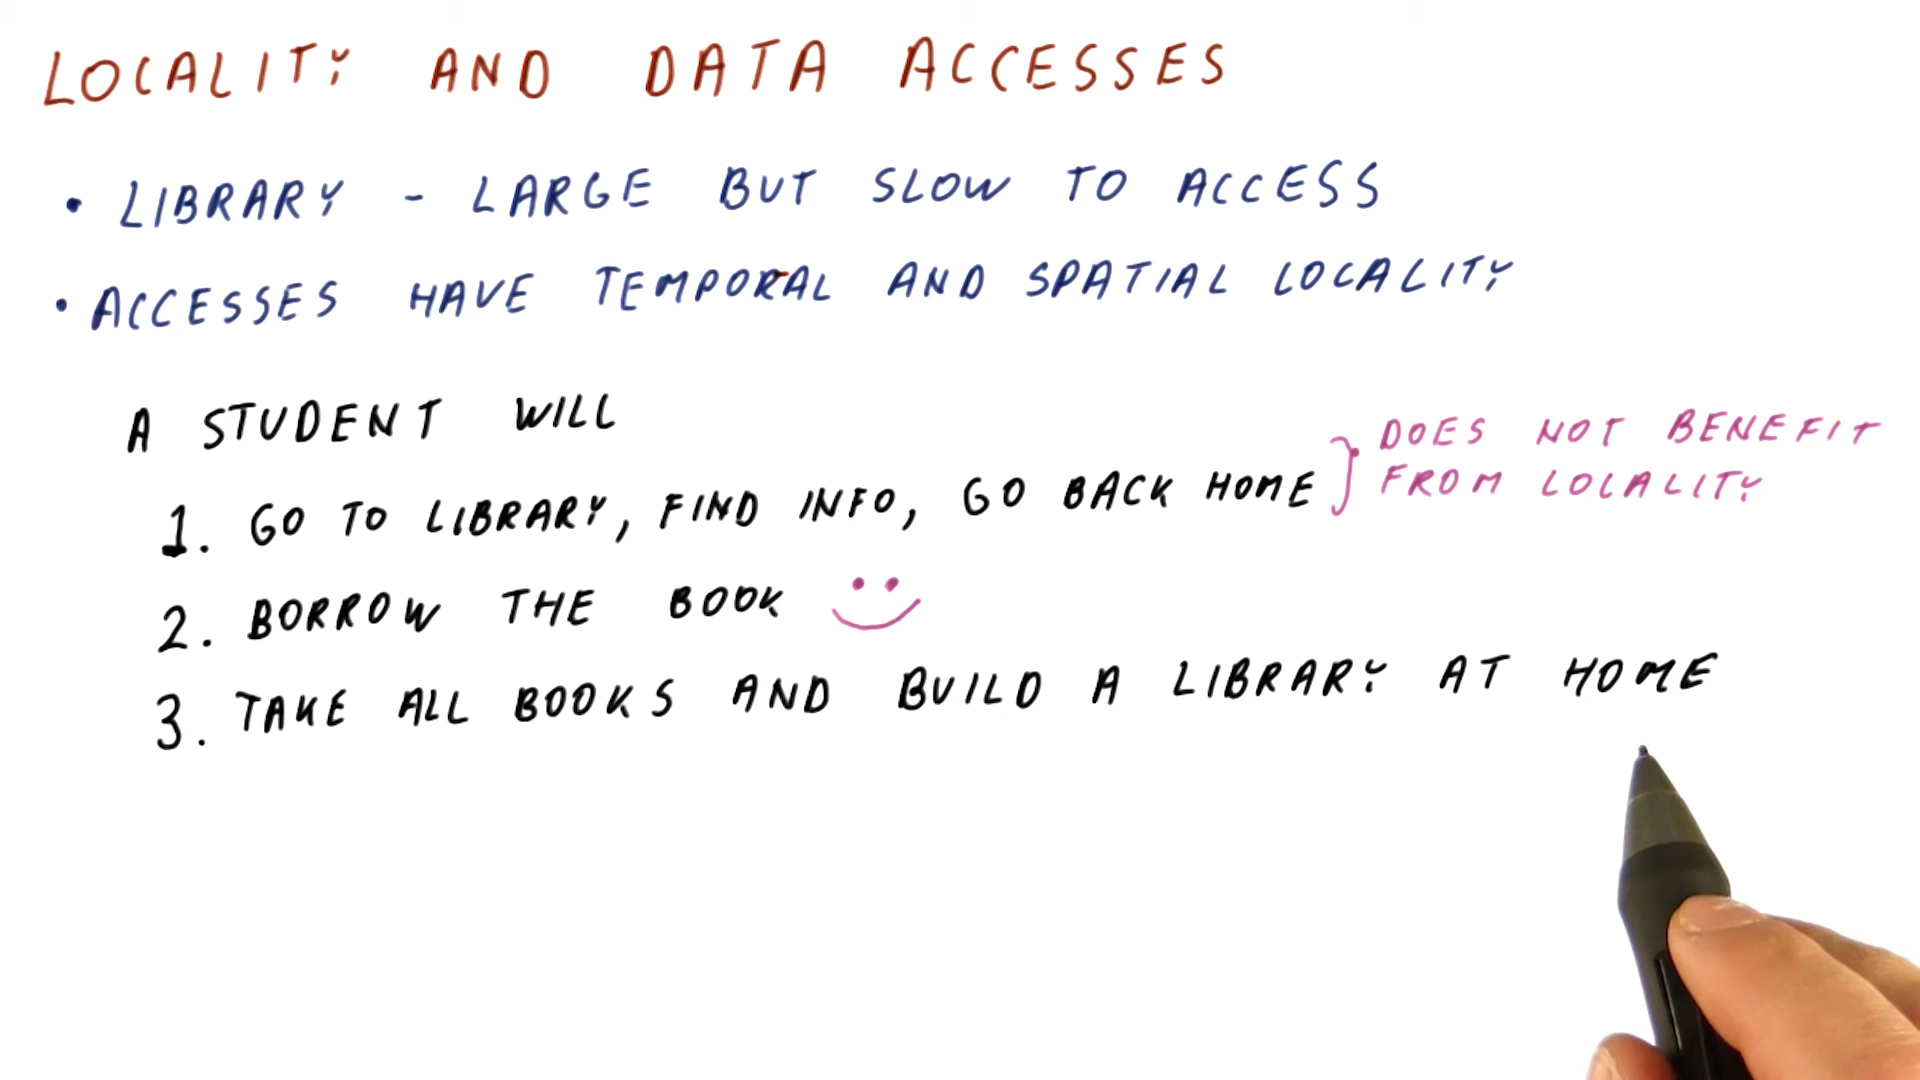 LOCALITY AND DATA ACCESSES
• LIBRARY - LARGE BUT SLOW TO ACCESS
• ACCESSES HAVE TEMPORAL AND SPATIAL LOCALITY
A STUDENT WILL
1. GO TO LIBRARY, FIND INFO, GO BACK HOME
DOES NOT BENEFIT
FROM LOCALITY
2. BORROW THE BOOK
3. TAKE ALL BOOKS AND BUILD A LIBRARY AT HOME